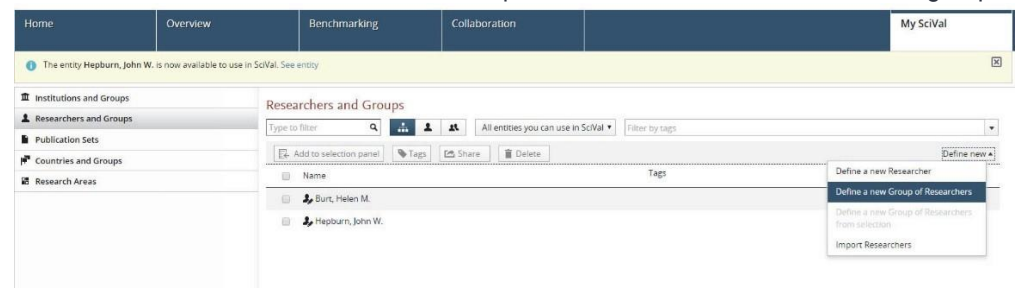 Home Overview Benchmarking Collaboration My SciVal
The entity Hepburn, John W. is now available to use in SciVal. See entity
Institutions and Groups
Researchers and Groups
Publication Sets
Countries and Groups
Research Areas
Researchers and Groups
Type to filter All entities you can use in SciVal Filter by tags
Add to selection panel Tags Share Delete Define new
Name Tags
Burt, Helen M.
Hepburn, John W.
Define a new Researcher
Define a new Group of Researchers
Define a new Group of Researchers
from selection
Import Researchers